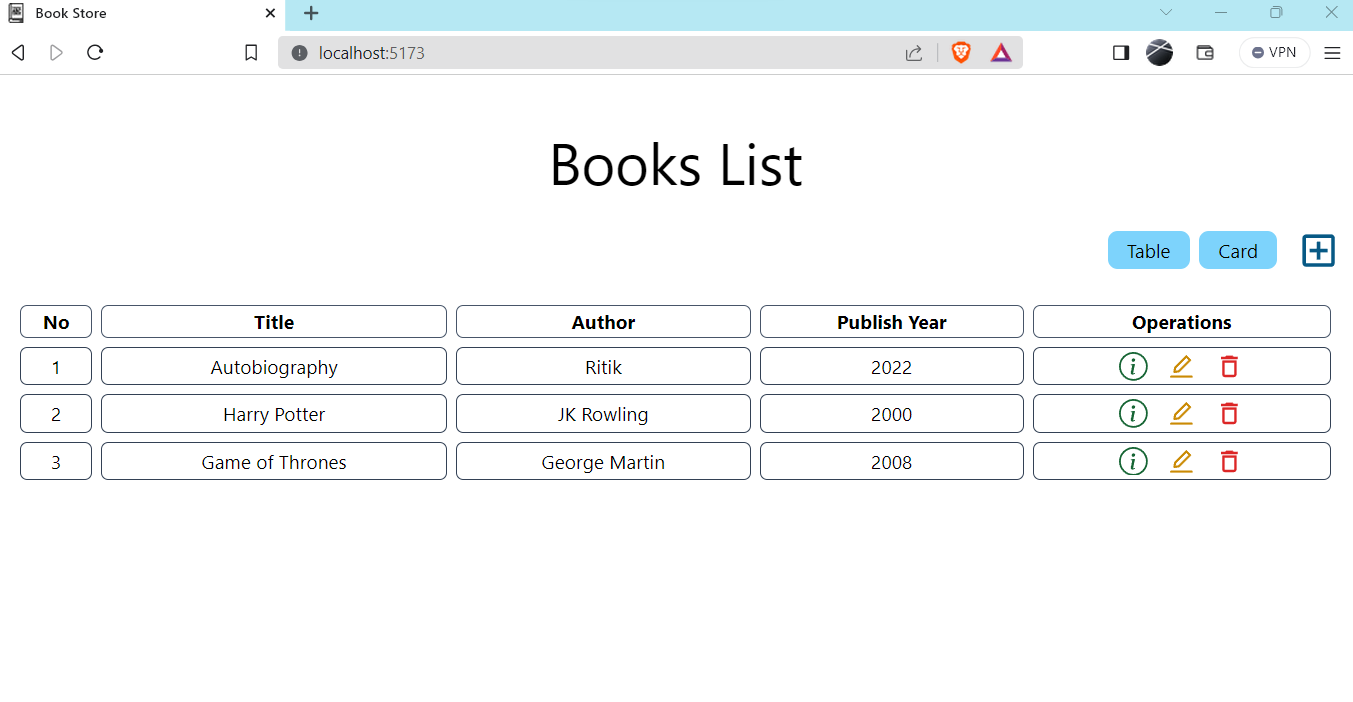 Book Store
localhost:5173
VPN
Books List
Table Card
No Title Author Publish Year Operations
1 Autobiography Ritik 2022
2 Harry Potter JK Rowling 2000
3 Game of Thrones George Martin 2008